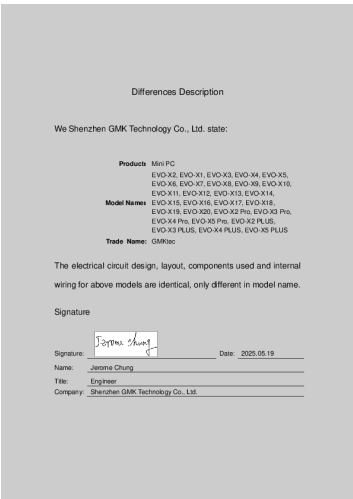 Differences Description
We Shenzhen GMK Technology Co., Ltd. state:
Product: Mini PC
EVO-X2, EVO-X1, EVO-X3, EVO-X4, EVO-X5,
EVO-X6, EVO-X7, EVO-X8, EVO-X9, EVO-X10,
EVO-X11, EVO-X12, EVO-X13, EVO-X14,
Model Names EVO-X15, EVO-X16, EVO-X17, EVO-X18,
EVO-X19, EVO-X20, EVO-X2 Pro, EVO-X3 Pro,
EVO-X4 Pro, EVO-X5 Pro, EVO-X2 PLUS,
EVO-X3 PLUS, EVO-X4 PLUS, EVO-X5 PLUS
Trade Name: GMKtec
The electrical circuit design, layout, components used and internal
wiring for above models are identical, only different in model name.
Signature
Jerome Chung
Signature: Date: 2025.05.19
Name: Jerome Chung
Title: Engineer
Company: Shenzhen GMK Technology Co., Ltd.